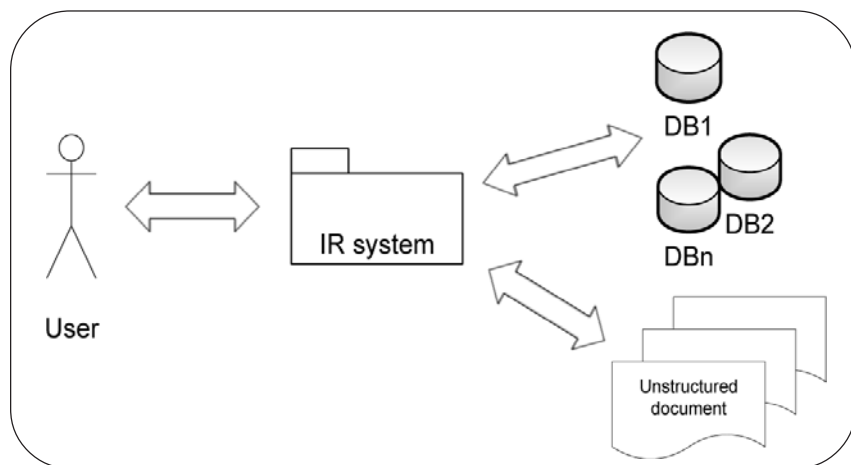 DB1
DB2
DBn
IR system
User
Unstructured
document